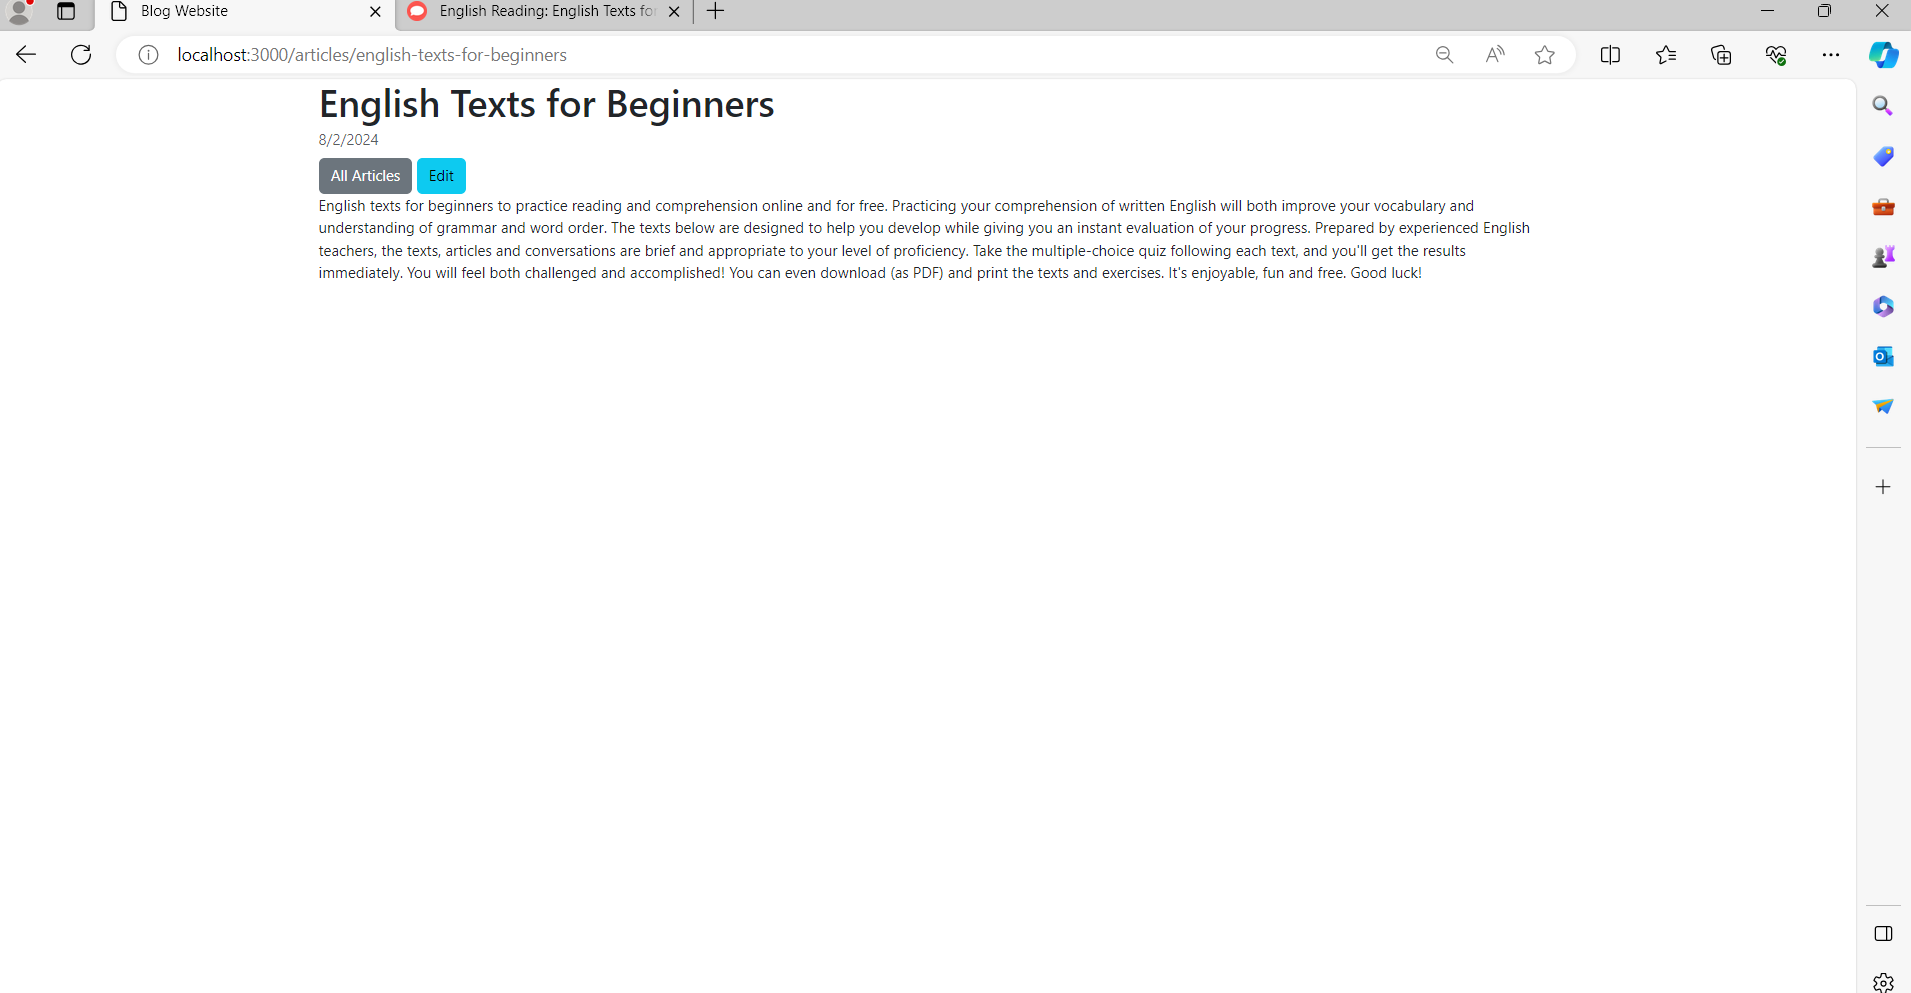 Blog Website
English Reading: English Texts for
localhost:3000/articles/english-texts-for-beginners
English Texts for Beginners
8/2/2024
All Articles Edit
English texts for beginners to practice reading and comprehension online and for free. Practicing your comprehension of written English will both improve your vocabulary and
understanding of grammar and word order. The texts below are designed to help you develop while giving you an instant evaluation of your progress. Prepared by experienced English
teachers, the texts, articles and conversations are brief and appropriate to your level of proficiency. Take the multiple-choice quiz following each text, and you'll get the results
immediately. You will feel both challenged and accomplished! You can even download (as PDF) and print the texts and exercises. It's enjoyable, fun and free. Good luck!